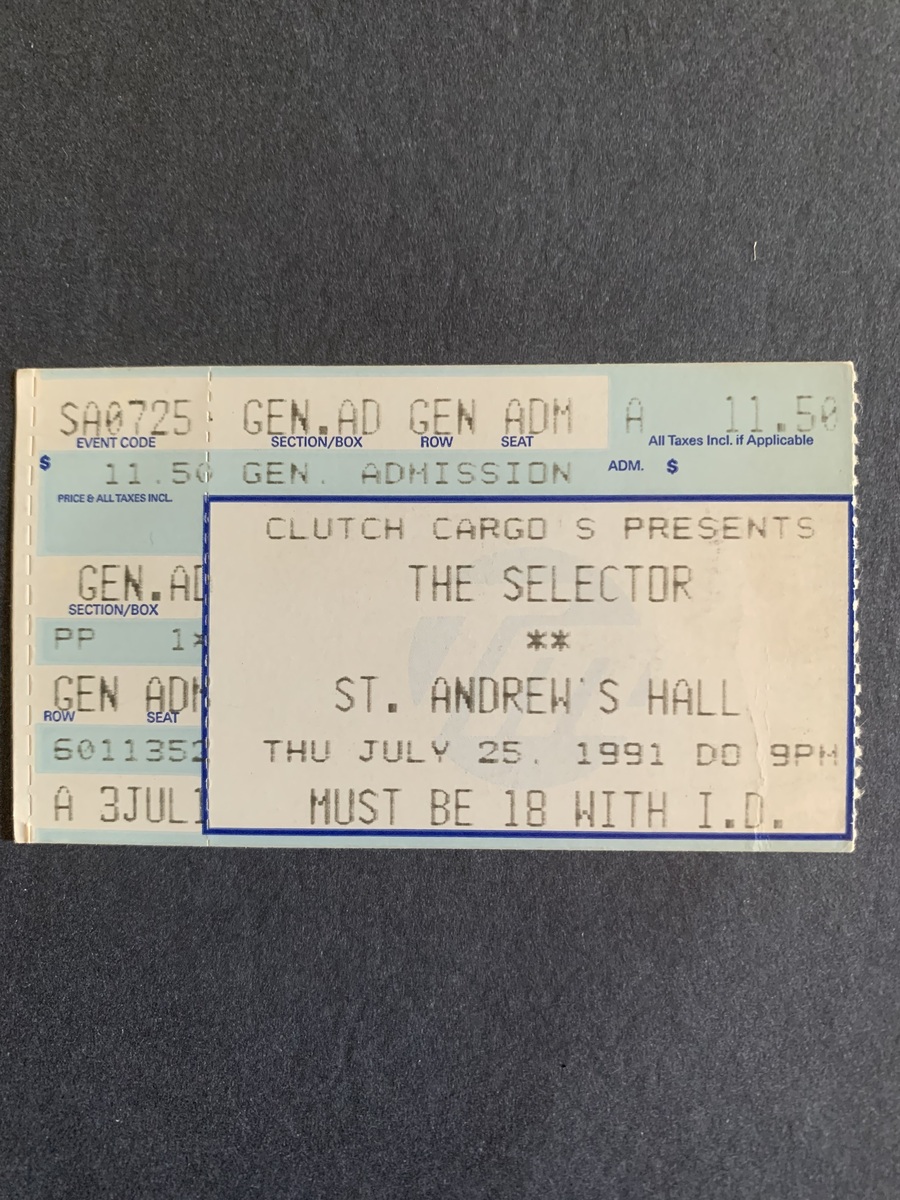 SA0725 GEN.AD GEN ADM A 11.50
EVENT CODE SECTION/BOX ROW SEAT All Taxes Incl. if Applicable
$ 11.50 GEN. ADMISSION ADM. $
PRICE & ALL TAXES INCL.
CLUTCH CARGO'S PRESENTS
GEN.AD THE SELECTOR
SECTION/BOX
PP 1× **
GEN ADM ST. ANDREW'S HALL
ROW SEAT
6011352 THU JULY 25, 1991 DO 9PM
A 3JUL1 MUST BE 18 WITH I.D.